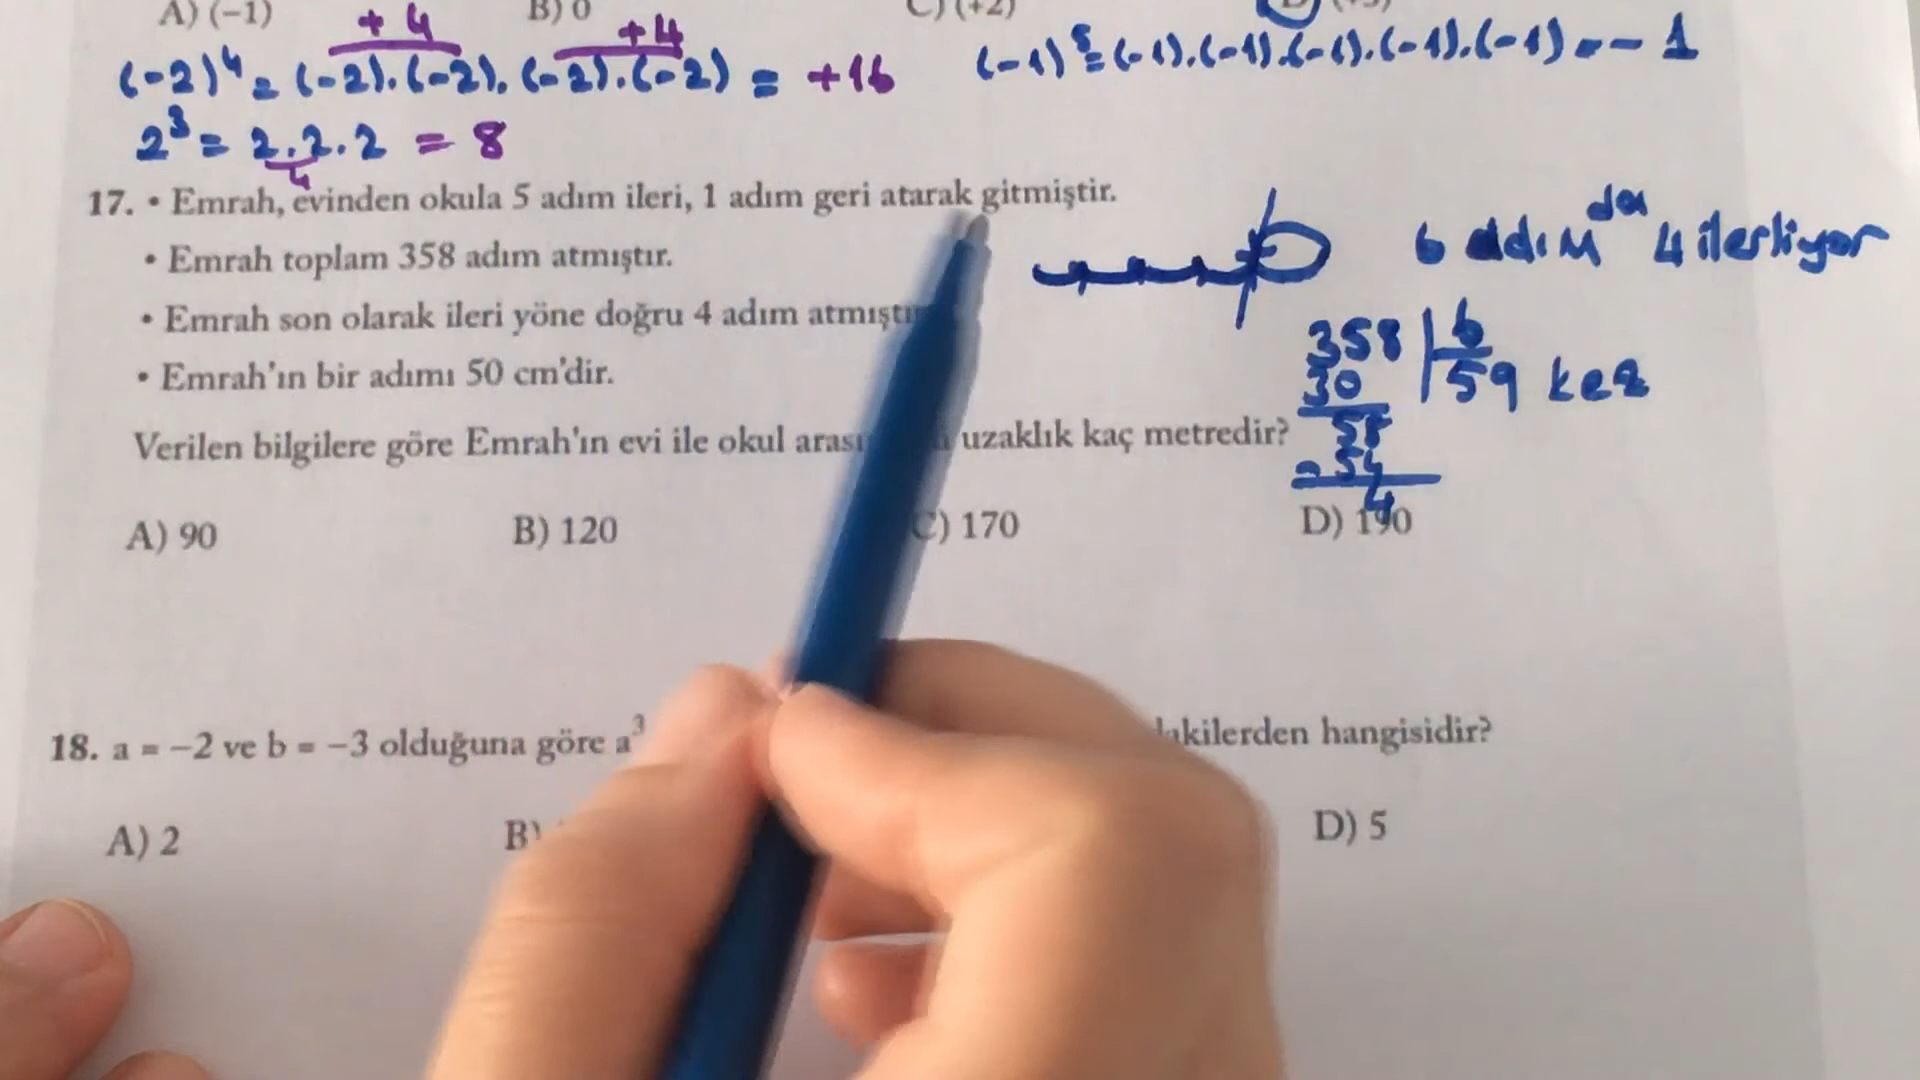 A) (-1) B) 0 C) (+2)
+4 +4
(-2)⁴ = (-2).(-2).(-2).(-2) = +16
(-1)⁵ = (-1).(-1).(-1).(-1).(-1) = - 1
2³ = 2.2.2 = 8
4
17. • Emrah, evinden okula 5 adım ileri, 1 adım geri atarak gitmiştir.
6 adım da 4 ilerliyor
• Emrah toplam 358 adım atmıştır.
• Emrah son olarak ileri yöne doğru 4 adım
• Emrah'ın bir adımı 50 cm'dir.
358 | 6
30 59 kez
58
- 54
4
Verilen bilgilere göre Emrah'ın evi ile okul uzaklık kaç metredir?
A) 90 B) 120 C) 170 D) 190
18. a = −2 ve b = −3 olduğuna göre a³ hangisidir?
A) 2 B) D) 5